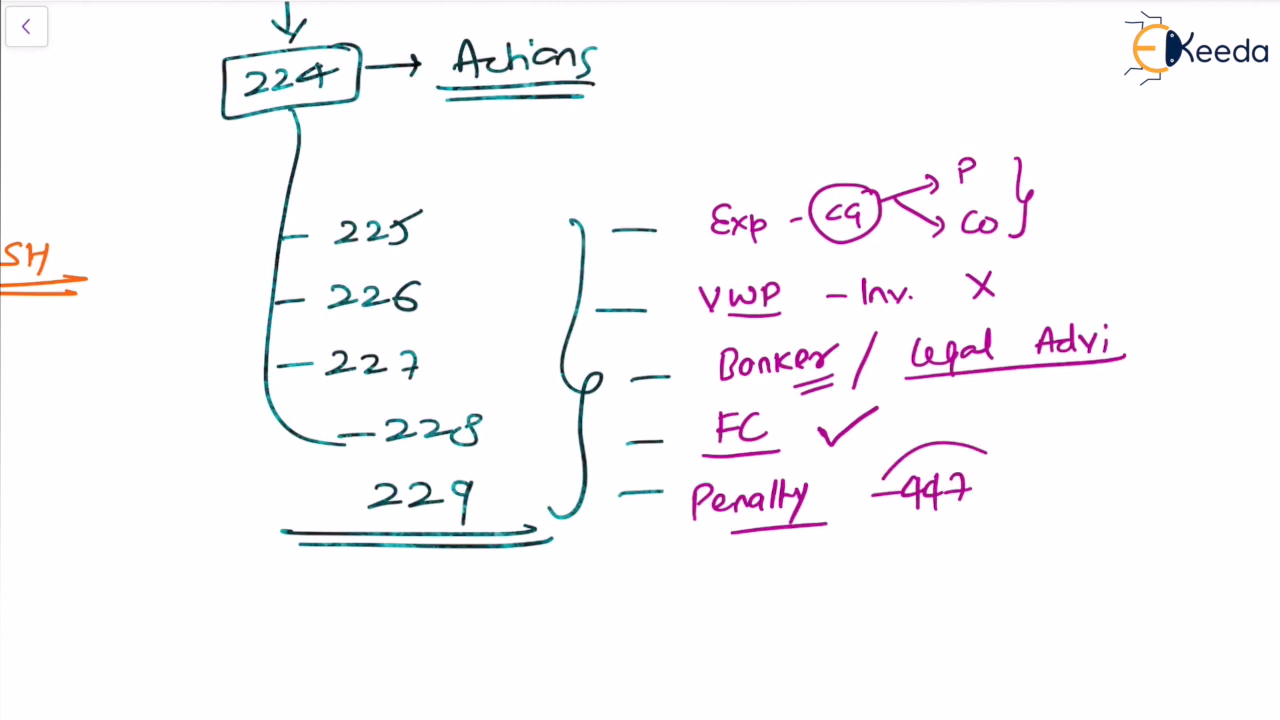 224 → Actions
EKeeda
225 — Exp - CG P
CO
SH
226 — VWP - Inv. X
227 — Banker / Legal Advi
228 — FC ✓
229 — Penalty - 447